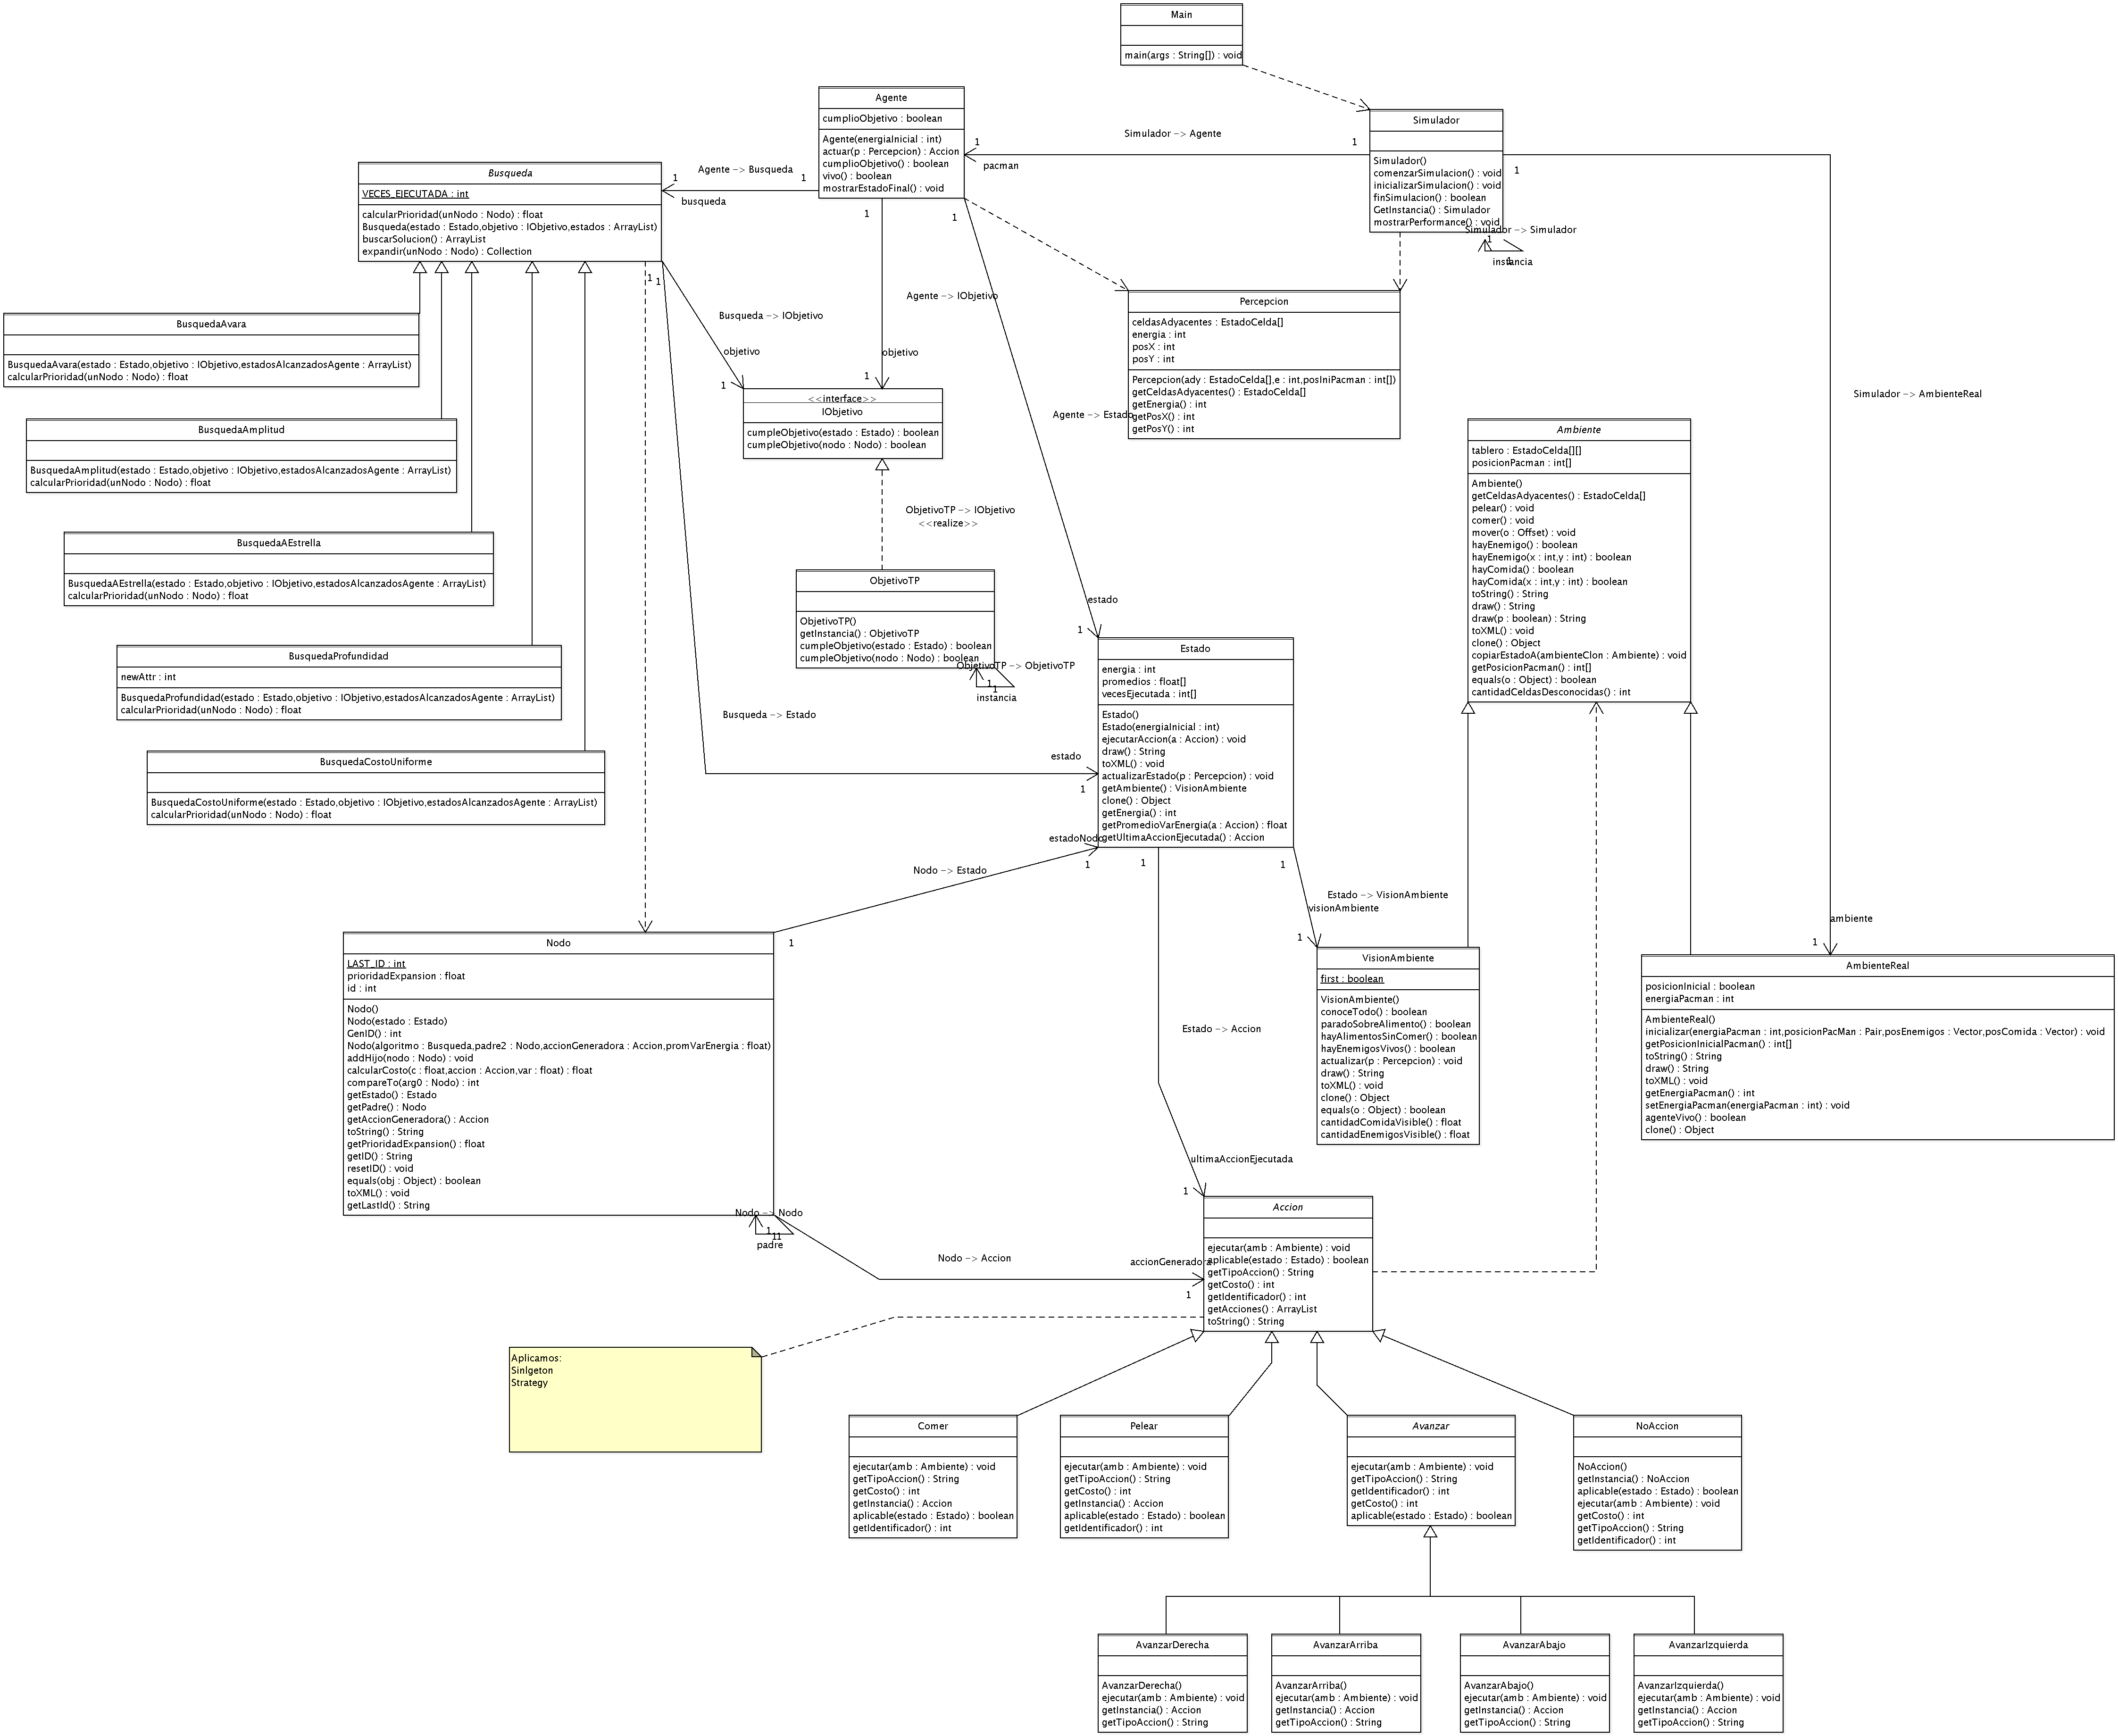 Main
main(args : String[]) : void
Agente
cumplioObjetivo : boolean
Agente(energiaInicial : int)
actuar(p : Percepcion) : Accion
cumplioObjetivo() : boolean
vivo() : boolean
mostrarEstadoFinal() : void
Simulador -> Agente
1
1
pacman
Simulador
Simulador()
comenzarSimulacion() : void
inicializarSimulacion() : void
finSimulacion() : boolean
GetInstancia() : Simulador
mostrarPerformance() : void
1
Simulador -> Simulador
1
instancia
1
Agente -> Busqueda
1
1
busqueda
Busqueda
VECES_EJECUTADA : int
calcularPrioridad(unNodo : Nodo) : float
Busqueda(estado : Estado,objetivo : IObjetivo,estados : ArrayList)
buscarSolucion() : ArrayList
expandir(unNodo : Nodo) : Collection
1
1
1
1
Busqueda -> IObjetivo
objetivo
1
Agente -> IObjetivo
objetivo
1
Percepcion
celdasAdyacentes : EstadoCelda[]
energia : int
posX : int
posY : int
Percepcion(ady : EstadoCelda[],e : int,posIniPacman : int[])
getCeldasAdyacentes() : EstadoCelda[]
getEnergia() : int
getPosX() : int
getPosY() : int
Agente -> Estado
Simulador -> AmbienteReal
BusquedaAvara
BusquedaAvara(estado : Estado,objetivo : IObjetivo,estadosAlcanzadosAgente : ArrayList)
calcularPrioridad(unNodo : Nodo) : float
<<interface>>
IObjetivo
cumpleObjetivo(estado : Estado) : boolean
cumpleObjetivo(nodo : Nodo) : boolean
BusquedaAmplitud
BusquedaAmplitud(estado : Estado,objetivo : IObjetivo,estadosAlcanzadosAgente : ArrayList)
calcularPrioridad(unNodo : Nodo) : float
Ambiente
tablero : EstadoCelda[][]
posicionPacman : int[]
Ambiente()
getCeldasAdyacentes() : EstadoCelda[]
pelear() : void
comer() : void
mover(o : Offset) : void
hayEnemigo() : boolean
hayEnemigo(x : int,y : int) : boolean
hayComida() : boolean
hayComida(x : int,y : int) : boolean
toString() : String
draw() : String
draw(p : boolean) : String
toXML() : void
clone() : Object
copiarEstadoA(ambienteClon : Ambiente) : void
getPosicionPacman() : int[]
equals(o : Object) : boolean
cantidadCeldasDesconocidas() : int
ObjetivoTP -> IObjetivo
<<realize>>
BusquedaAEstrella
BusquedaAEstrella(estado : Estado,objetivo : IObjetivo,estadosAlcanzadosAgente : ArrayList)
calcularPrioridad(unNodo : Nodo) : float
ObjetivoTP
ObjetivoTP()
getInstancia() : ObjetivoTP
cumpleObjetivo(estado : Estado) : boolean
cumpleObjetivo(nodo : Nodo) : boolean
ObjetivoTP -> ObjetivoTP
1
1
instancia
estado
1
Estado
energia : int
promedios : float[]
vecesEjecutada : int[]
Estado()
Estado(energiaInicial : int)
ejecutarAccion(a : Accion) : void
draw() : String
toXML() : void
actualizarEstado(p : Percepcion) : void
getAmbiente() : VisionAmbiente
clone() : Object
getEnergia() : int
getPromedioVarEnergia(a : Accion) : float
getUltimaAccionEjecutada() : Accion
BusquedaProfundidad
newAttr : int
BusquedaProfundidad(estado : Estado,objetivo : IObjetivo,estadosAlcanzadosAgente : ArrayList)
calcularPrioridad(unNodo : Nodo) : float
Busqueda -> Estado
estado
1
BusquedaCostoUniforme
BusquedaCostoUniforme(estado : Estado,objetivo : IObjetivo,estadosAlcanzadosAgente : ArrayList)
calcularPrioridad(unNodo : Nodo) : float
estadoNodo
1
Nodo -> Estado
1
1
1
Estado -> VisionAmbiente
visionAmbiente
1
ambiente
1
Nodo
LAST_ID : int
prioridadExpansion : float
id : int
Nodo()
Nodo(estado : Estado)
GenID() : int
Nodo(algoritmo : Busqueda,padre2 : Nodo,accionGeneradora : Accion,promVarEnergia : float)
addHijo(nodo : Nodo) : void
calcularCosto(c : float,accion : Accion,var : float) : float
compareTo(arg0 : Nodo) : int
getEstado() : Estado
getPadre() : Nodo
getAccionGeneradora() : Accion
toString() : String
getPrioridadExpansion() : float
getID() : String
resetID() : void
equals(obj : Object) : boolean
toXML() : void
getLastId() : String
VisionAmbiente
first : boolean
VisionAmbiente()
conoceTodo() : boolean
paradoSobreAlimento() : boolean
hayAlimentosSinComer() : boolean
hayEnemigosVivos() : boolean
actualizar(p : Percepcion) : void
draw() : String
toXML() : void
clone() : Object
equals(o : Object) : boolean
cantidadComidaVisible() : float
cantidadEnemigosVisible() : float
AmbienteReal
posicionInicial : boolean
energiaPacman : int
AmbienteReal()
inicializar(energiaPacman : int,posicionPacMan : Pair,posEnemigos : Vector,posComida : Vector) : void
getPosicionInicialPacman() : int[]
toString() : String
draw() : String
toXML() : void
getEnergiaPacman() : int
setEnergiaPacman(energiaPacman : int) : void
agenteVivo() : boolean
clone() : Object
Estado -> Accion
ultimaAccionEjecutada
1
Nodo -> Nodo
1
11
padre
Nodo -> Accion
accionGeneradora
1
Accion
ejecutar(amb : Ambiente) : void
aplicable(estado : Estado) : boolean
getTipoAccion() : String
getCosto() : int
getIdentificador() : int
getAcciones() : ArrayList
toString() : String
Aplicamos:
Sinlgeton
Strategy
Comer
ejecutar(amb : Ambiente) : void
getTipoAccion() : String
getCosto() : int
getInstancia() : Accion
aplicable(estado : Estado) : boolean
getIdentificador() : int
Pelear
ejecutar(amb : Ambiente) : void
getTipoAccion() : String
getCosto() : int
getInstancia() : Accion
aplicable(estado : Estado) : boolean
getIdentificador() : int
Avanzar
ejecutar(amb : Ambiente) : void
getTipoAccion() : String
getIdentificador() : int
getCosto() : int
aplicable(estado : Estado) : boolean
NoAccion
NoAccion()
getInstancia() : NoAccion
aplicable(estado : Estado) : boolean
ejecutar(amb : Ambiente) : void
getCosto() : int
getTipoAccion() : String
getIdentificador() : int
AvanzarDerecha
AvanzarDerecha()
ejecutar(amb : Ambiente) : void
getInstancia() : Accion
getTipoAccion() : String
AvanzarArriba
AvanzarArriba()
ejecutar(amb : Ambiente) : void
getInstancia() : Accion
getTipoAccion() : String
AvanzarAbajo
AvanzarAbajo()
ejecutar(amb : Ambiente) : void
getInstancia() : Accion
getTipoAccion() : String
AvanzarIzquierda
AvanzarIzquierda()
ejecutar(amb : Ambiente) : void
getInstancia() : Accion
getTipoAccion() : String